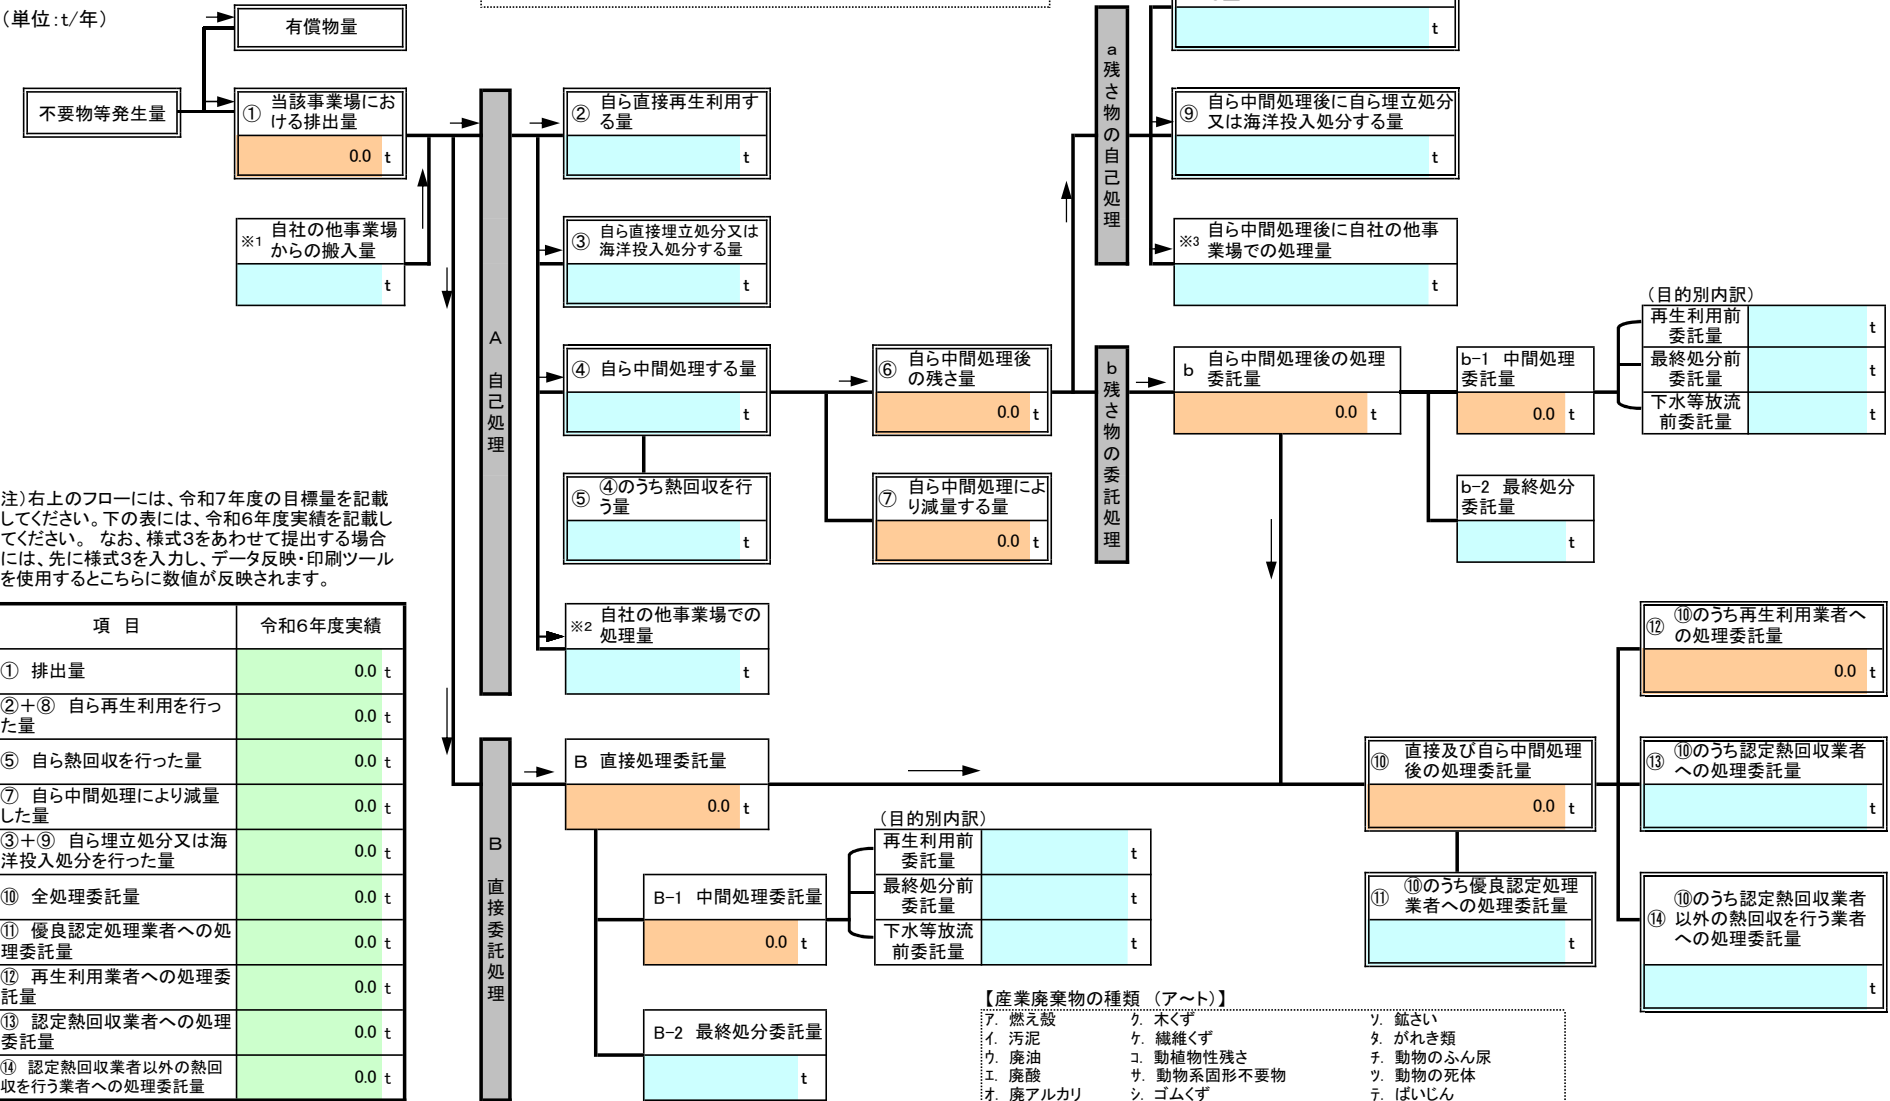 （単位：t/年）
有償物量
t
不要物等発生量
① 当該事業場にお
ける排出量
0.0 t
※1 自社の他事業場
からの搬入量
t
A 自己処理
② 自ら直接再生利用す
る量
t
③ 自ら直接埋立処分又は
海洋投入処分する量
t
④ 自ら中間処理する量
t
⑤ ④のうち熱回収を行
う量
t
※2 自社の他事業場での
処理量
t
⑥ 自ら中間処理後
の残さ量
0.0 t
⑦ 自ら中間処理によ
り減量する量
0.0 t
a 残さ物の自己処理
⑨ 自ら中間処理後に自ら埋立処分
又は海洋投入処分する量
t
※3 自ら中間処理後に自社の他事
業場での処理量
t
b 残さ物の委託処理
b 自ら中間処理後の処理
委託量
0.0 t
b-1 中間処理
委託量
0.0 t
b-2 最終処分
委託量
t
（目的別内訳）
再生利用前
委託量
t
最終処分前
委託量
t
下水等放流
前委託量
t
注）右上のフローには、令和７年度の目標量を記載
してください。下の表には、令和６年度実績を記載し
てください。 なお、様式３をあわせて提出する場合
には、先に様式３を入力し、データ反映・印刷ツール
を使用するとこちらに数値が反映されます。
項 目 令和６年度実績
① 排出量 0.0 t
②＋⑧ 自ら再生利用を行っ
た量 0.0 t
⑤ 自ら熱回収を行った量 0.0 t
⑦ 自ら中間処理により減量
した量 0.0 t
③＋⑨ 自ら埋立処分又は海
洋投入処分を行った量 0.0 t
⑩ 全処理委託量 0.0 t
⑪ 優良認定処理業者への処
理委託量 0.0 t
⑫ 再生利用業者への処理委
託量 0.0 t
⑬ 認定熱回収業者への処理
委託量 0.0 t
⑭ 認定熱回収業者以外の熱回
収を行う業者への処理委託量 0.0 t
B 直接委託処理
B 直接処理委託量
0.0 t
B-1 中間処理委託量
0.0 t
B-2 最終処分委託量
t
（目的別内訳）
再生利用前
委託量
t
最終処分前
委託量
t
下水等放流
前委託量
t
⑩ 直接及び自ら中間処理
後の処理委託量
0.0 t
⑪ ⑩のうち優良認定処理
業者への処理委託量
t
⑫ ⑩のうち再生利用業者へ
の処理委託量
0.0 t
⑬ ⑩のうち認定熱回収業者
への処理委託量
t
⑭ ⑩のうち認定熱回収業者
以外の熱回収を行う業者
への処理委託量
t
【産業廃棄物の種類 （ア～ト）】
ア. 燃え殻 ク. 木くず ソ. 鉱さい
イ. 汚泥 ケ. 繊維くず タ. がれき類
ウ. 廃油 コ. 動植物性残さ チ. 動物のふん尿
エ. 廃酸 サ. 動物系固形不要物 ツ. 動物の死体
オ. 廃アルカリ シ. ゴムくず テ. ばいじん